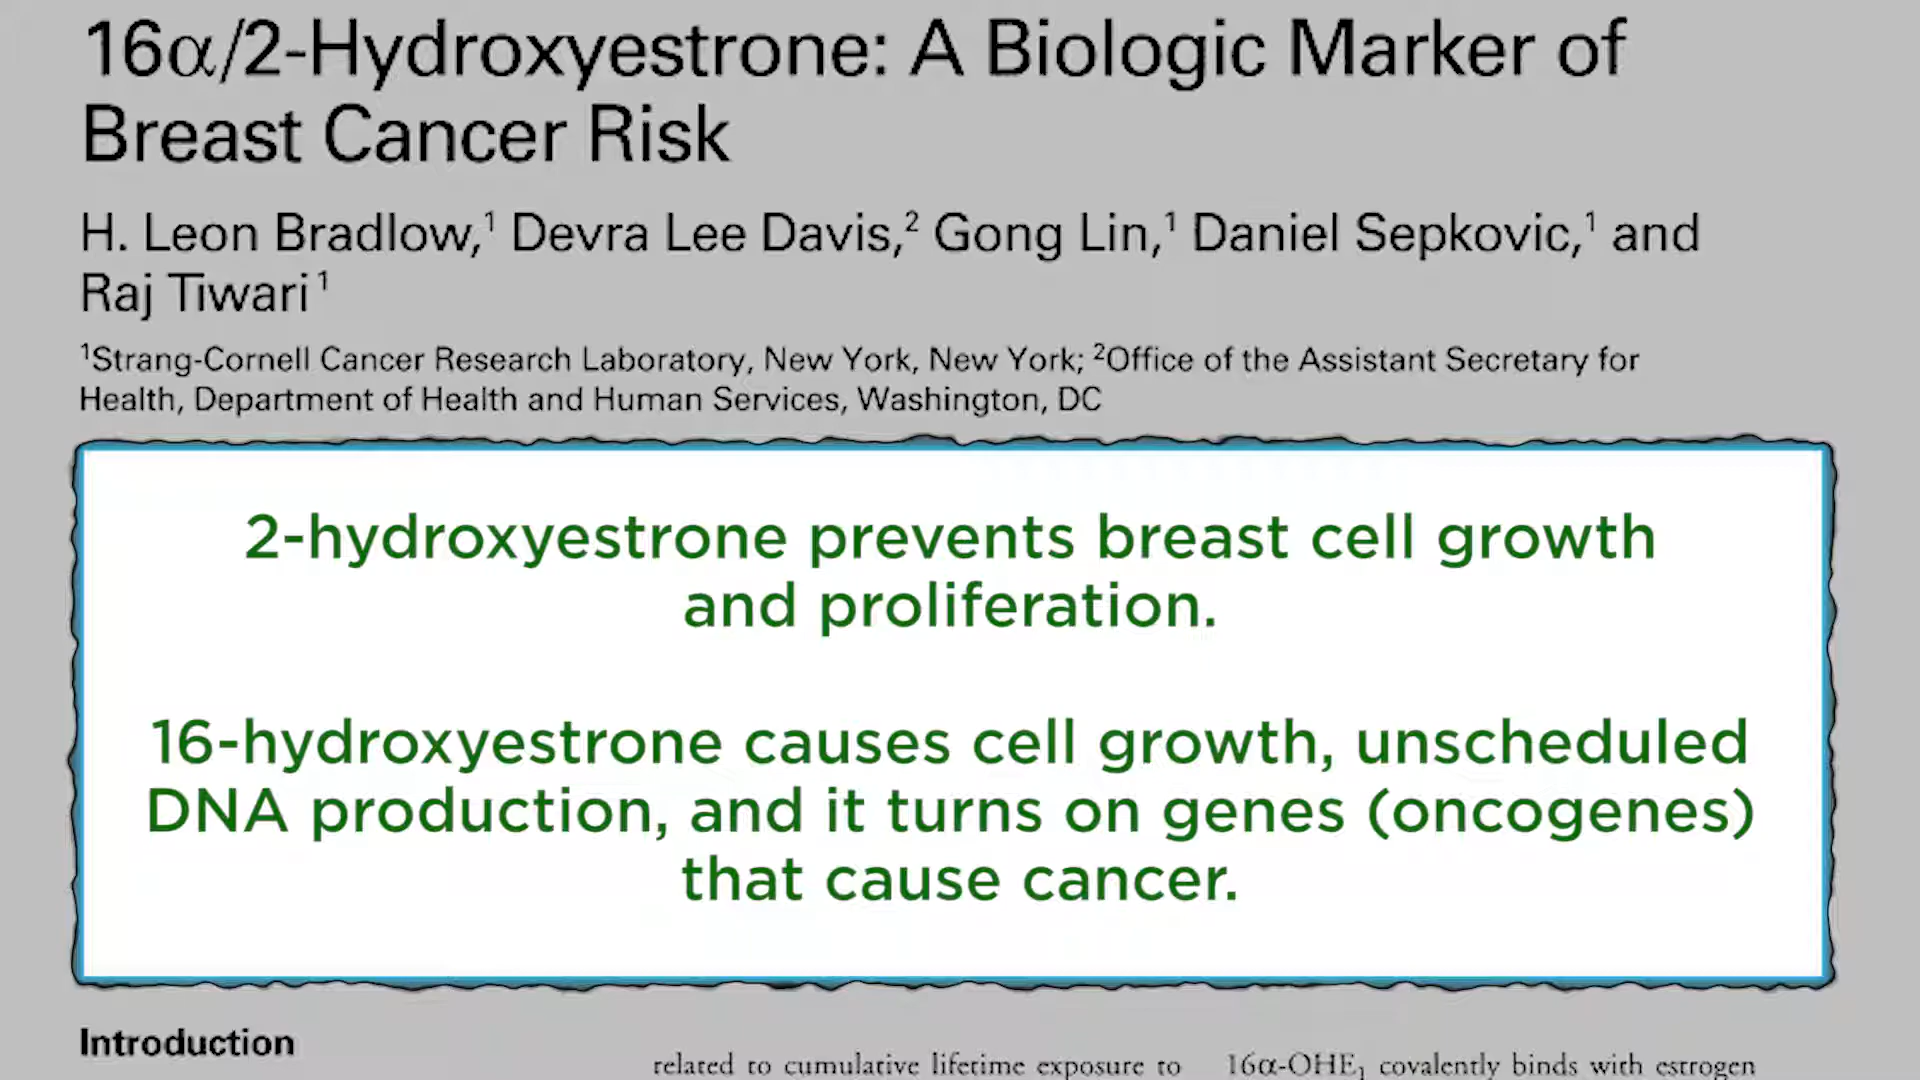 16α/2-Hydroxyestrone: A Biologic Marker of
Breast Cancer Risk
H. Leon Bradlow,¹ Devra Lee Davis,² Gong Lin,¹ Daniel Sepkovic,¹ and
Raj Tiwari¹
¹Strang-Cornell Cancer Research Laboratory, New York, New York; ²Office of the Assistant Secretary for
Health, Department of Health and Human Services, Washington, DC
2-hydroxyestrone prevents breast cell growth
and proliferation.
16-hydroxyestrone causes cell growth, unscheduled
DNA production, and it turns on genes (oncogenes)
that cause cancer.
Introduction
related to cumulative lifetime exposure to
16α-OHE₁ covalently binds with estrogen